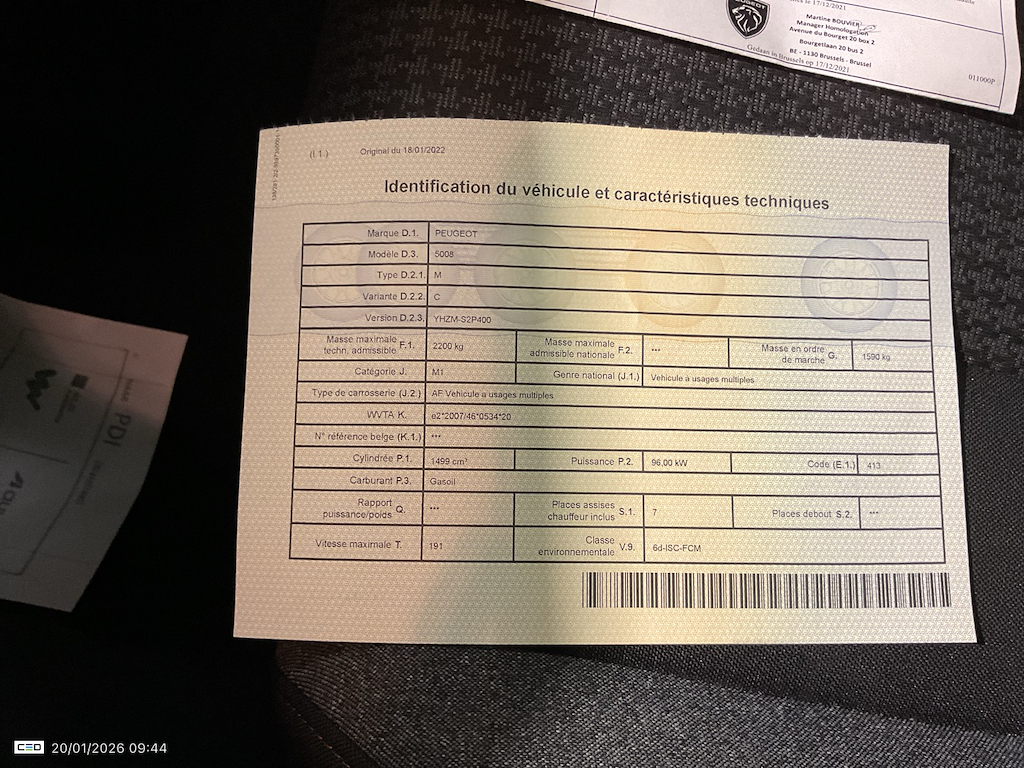 17/12/2021
PEUGEOT
Martine BOUVIER
Manager Homologation
Avenue du Bourget 20 box 2
Bourgetlaan 20 bus 2
BE - 1130 Brussels - Brussel
Gedaan in Brussels op 17/12/2021
011000P
(I.1.) Original du 18/01/2022
Identification du véhicule et caractéristiques techniques
Marque D.1. PEUGEOT
Modèle D.3. 5008
Type D.2.1. M
Variante D.2.2. C
Version D.2.3. YHZM-S2P400
Masse maximale techn. admissible F.1. 2200 kg Masse maximale admissible nationale F.2. *** Masse en ordre de marche G. 1590 kg
Catégorie J. M1 Genre national (J.1.) Vehicule à usages multiples
Type de carrosserie (J.2.) AF Vehicule a usages multiples
WVTA K. e2*2007/46*0534*20
N° référence belge (K.1.) ***
Cylindrée P.1. 1499 cm³ Puissance P.2. 96,00 kW Code (E.1.) 413
Carburant P.3. Gasoil
Rapport puissance/poids Q. *** Places assises chauffeur inclus S.1. 7 Places debout S.2. ***
Vitesse maximale T. 191 Classe environnementale V.9. 6d-ISC-FCM
PDI
CEO 20/01/2026 09:44